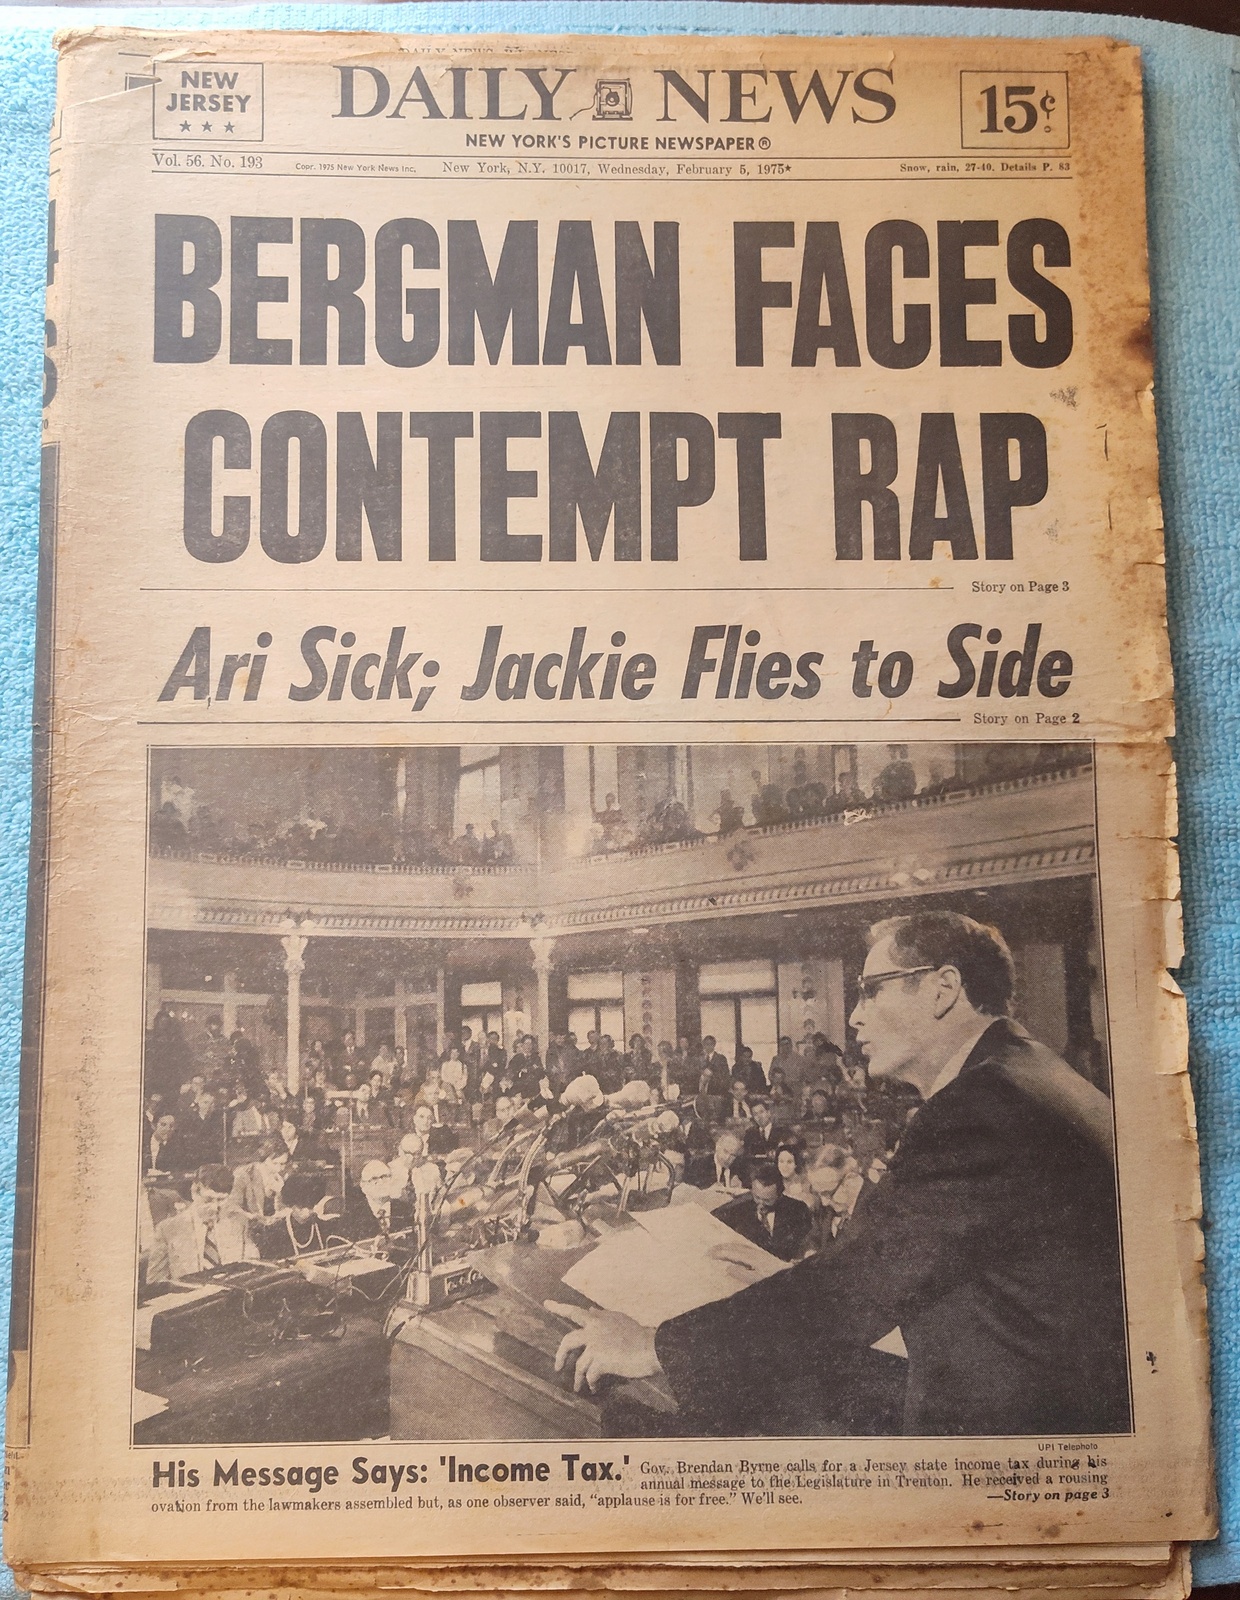 NEW
JERSEY
★ ★ ★
DAILY NEWS
15¢
NEW YORK'S PICTURE NEWSPAPER®
Vol. 56. No. 193
Copr. 1975 New York News Inc.
New York, N.Y. 10017, Wednesday, February 5, 1975★
Snow, rain, 27-40. Details P. 83
BERGMAN FACES
CONTEMPT RAP
Story on Page 3
Ari Sick; Jackie Flies to Side
Story on Page 2
UPI Telephoto
His Message Says: 'Income Tax.' Gov. Brendan Byrne calls for a Jersey state income tax during his
annual message to the Legislature in Trenton. He received a rousing
ovation from the lawmakers assembled but, as one observer said, "applause is for free." We'll see.
—Story on page 3